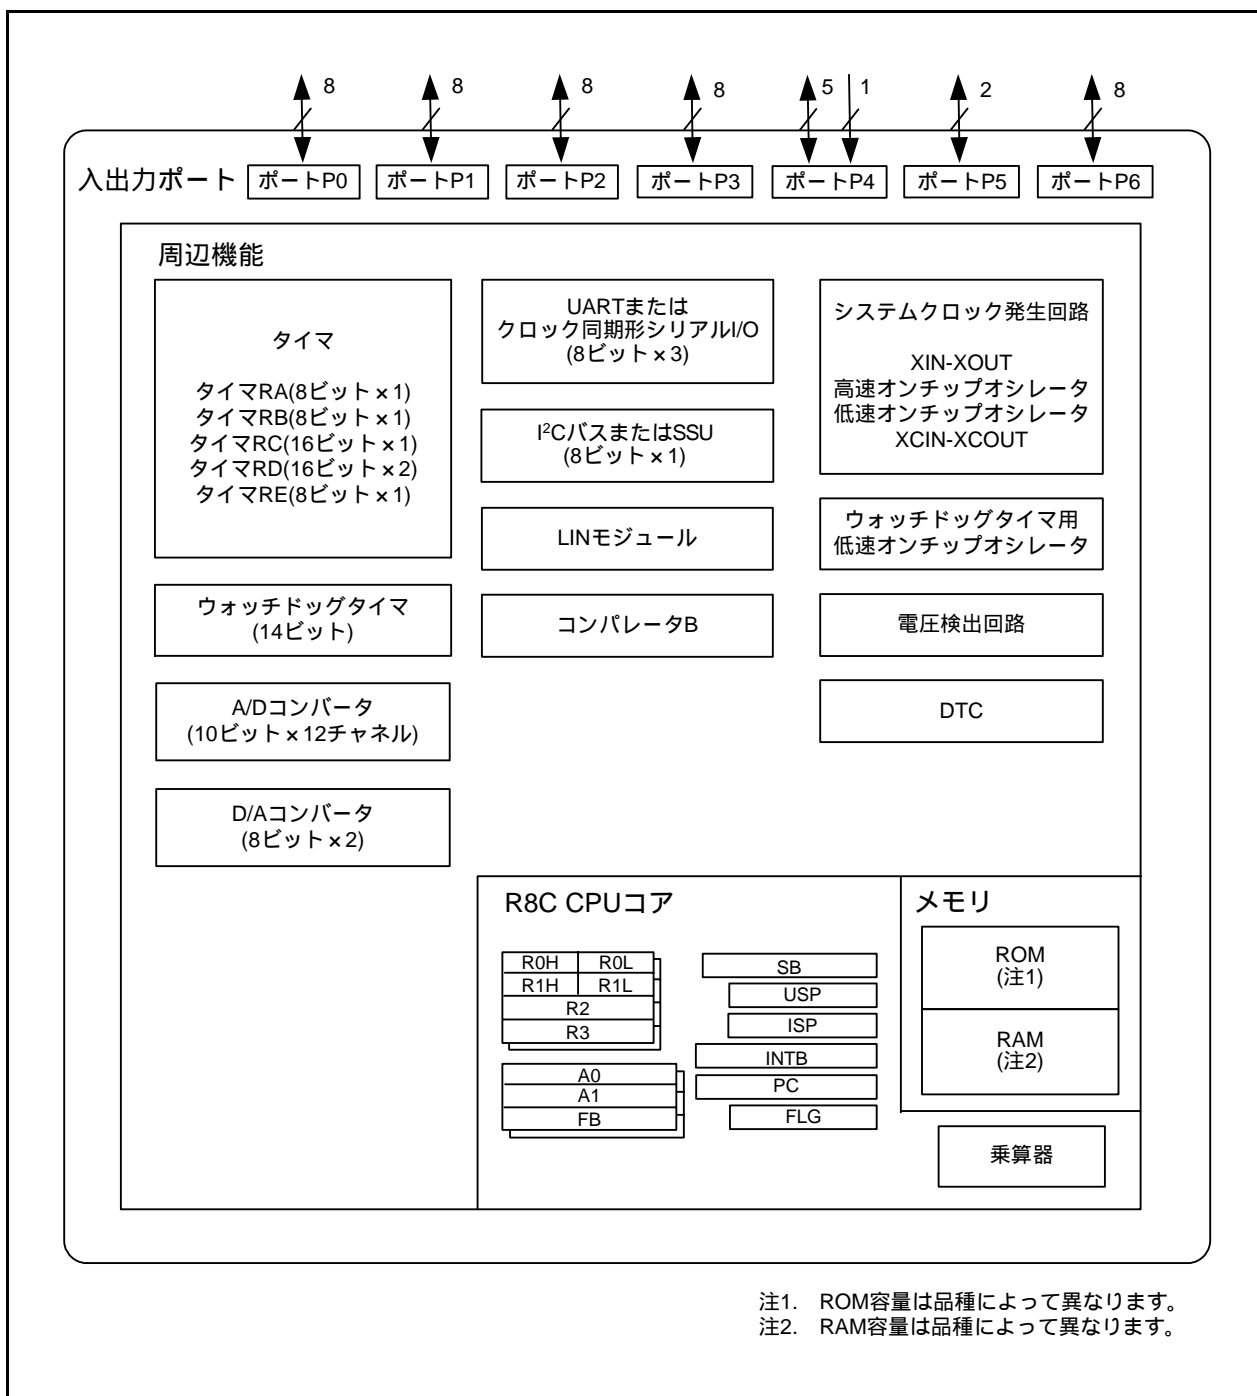 8
8
8
8
5
1
2
8
入出力ポート
ポートP0
ポートP1
ポートP2
ポートP3
ポートP4
ポートP5
ポートP6
周辺機能
タイマ
タイマRA(8ビット×1)
タイマRB(8ビット×1)
タイマRC(16ビット×1)
タイマRD(16ビット×2)
タイマRE(8ビット×1)
ウォッチドッグタイマ
(14ビット)
A/Dコンバータ
(10ビット×12チャネル)
D/Aコンバータ
(8ビット×2)
UARTまたは
クロック同期形シリアルI/O
(8ビット×3)
I²CバスまたはSSU
(8ビット×1)
LINモジュール
コンパレータB
システムクロック発生回路
XIN-XOUT
高速オンチップオシレータ
低速オンチップオシレータ
XCIN-XCOUT
ウォッチドッグタイマ用
低速オンチップオシレータ
電圧検出回路
DTC
R8C CPUコア
R0H
R0L
R1H
R1L
R2
R3
A0
A1
FB
SB
USP
ISP
INTB
PC
FLG
メモリ
ROM
(注1)
RAM
(注2)
乗算器
注1. ROM容量は品種によって異なります。
注2. RAM容量は品種によって異なります。